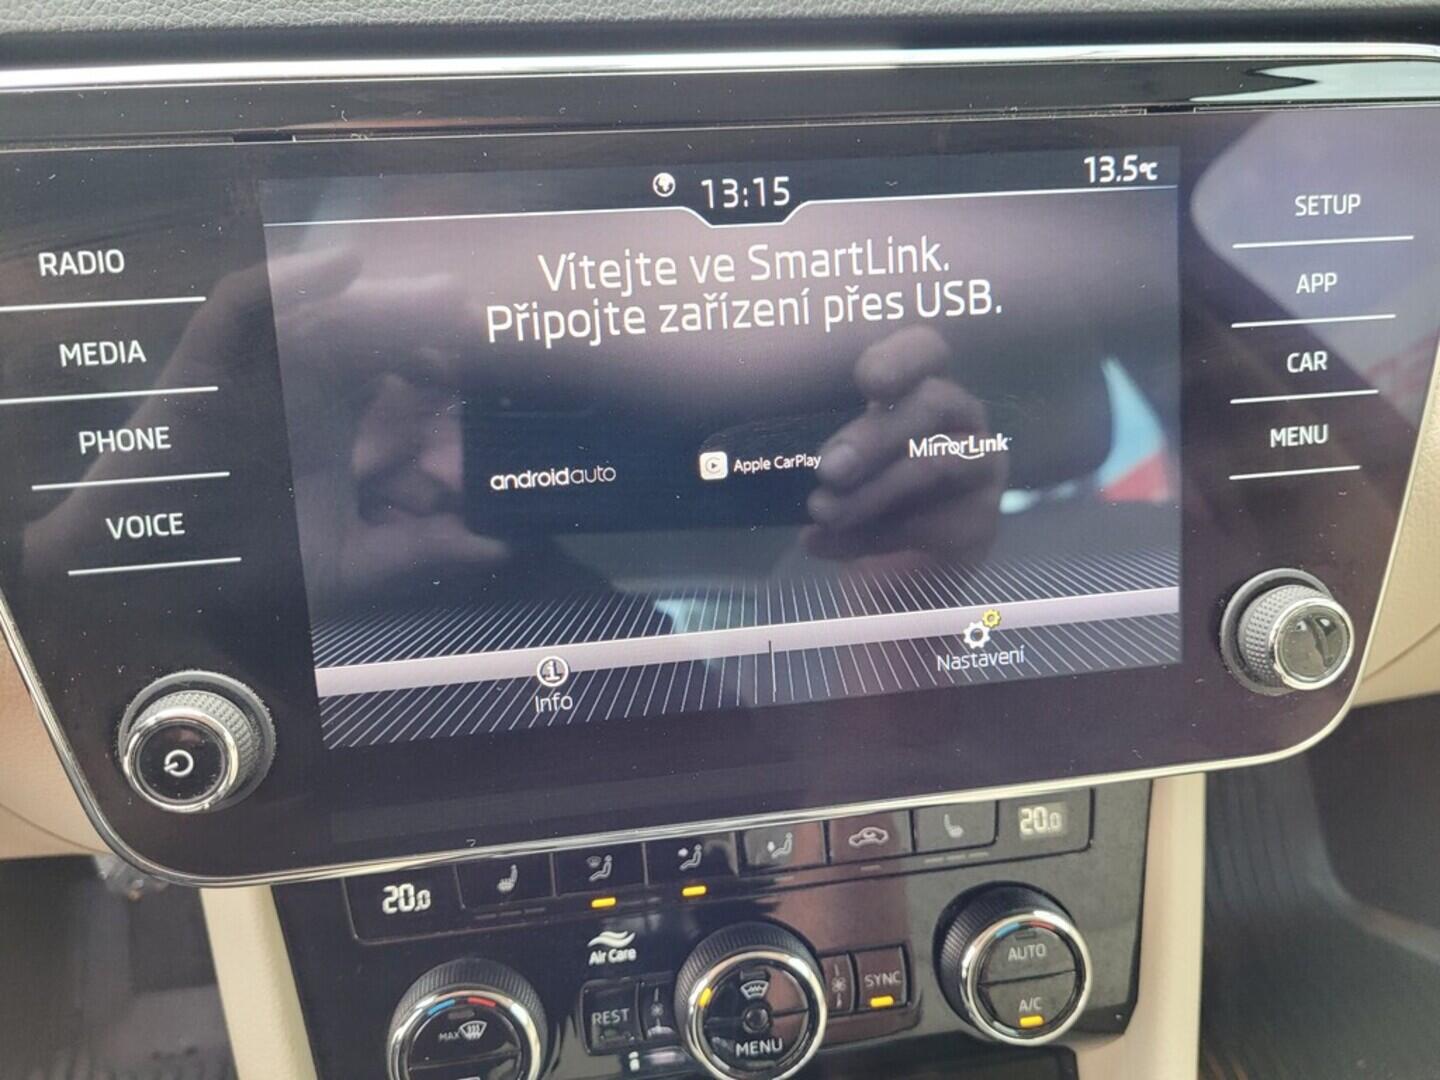 13:15
13.5°C
Vítejte ve SmartLink.
Připojte zařízení přes USB.
androidauto
Apple CarPlay
MirrorLink
Info
Nastavení
RADIO
MEDIA
PHONE
VOICE
SETUP
APP
CAR
MENU
20.0
20.0
Air Care
MAX
REST
MENU
SYNC
AUTO
A/C